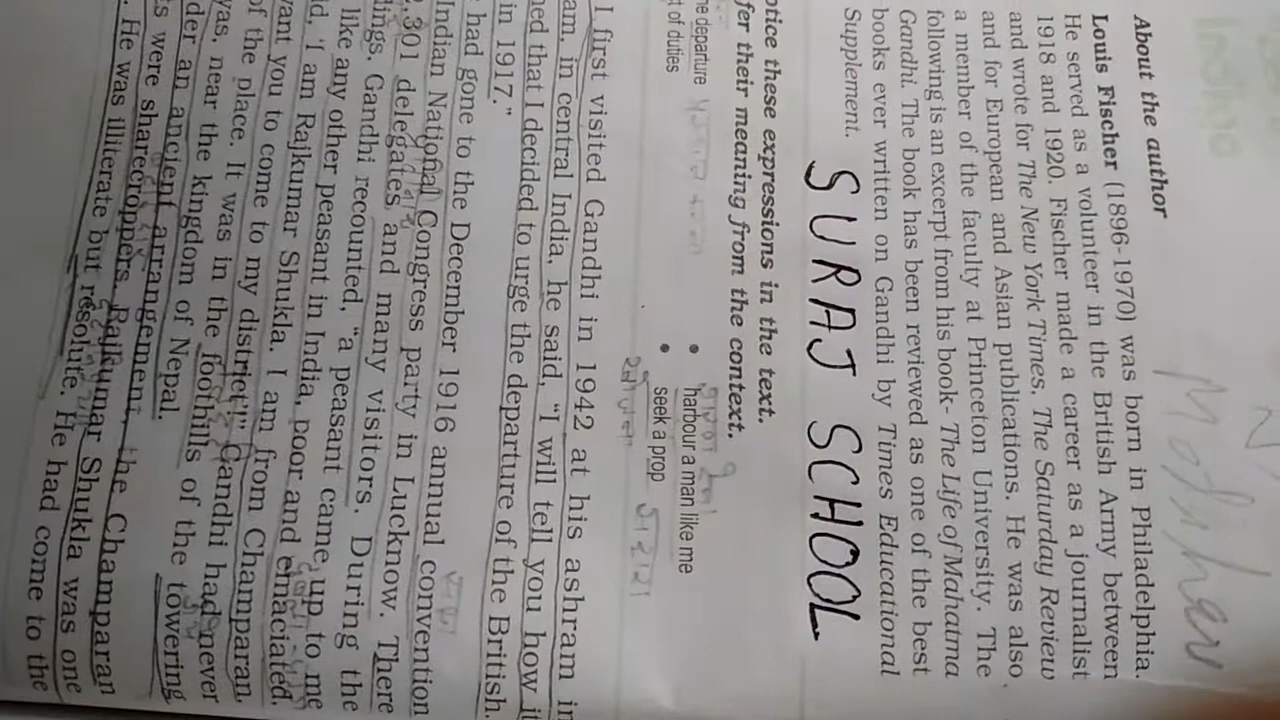 Indigo
About the author
Louis Fischer (1896-1970) was born in Philadelphia.
He served as a volunteer in the British Army between
1918 and 1920. Fischer made a career as a journalist
and wrote for The New York Times, The Saturday Review
and for European and Asian publications. He was also
a member of the faculty at Princeton University. The
following is an excerpt from his book- The Life of Mahatma
Gandhi. The book has been reviewed as one of the best
books ever written on Gandhi by Times Educational
Supplement.
SURAJ SCHOOL
otice these expressions in the text.
fer their meaning from the context.
he departure
harbour a man like me
t of duties
seek a prop
I first visited Gandhi in 1942 at his ashram in
am, in central India, he said, “I will tell you how it
ned that I decided to urge the departure of the British.
in 1917.”
had gone to the December 1916 annual convention
Indian National Congress party in Lucknow. There
2,301 delegates and many visitors. During the
dings, Gandhi recounted, “a peasant came up to me
like any other peasant in India, poor and emaciated,
id, ‘I am Rajkumar Shukla. I am from Champaran,
vant you to come to my district’!” Gandhi had never
of the place. It was in the foothills of the towering
yas, near the kingdom of Nepal.
der an ancient arrangement, the Champaran
ts were sharecroppers. Rajkumar Shukla was one
. He was illiterate but resolute. He had come to the